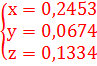 x = 0,2453
y = 0,0674
z = 0,1334